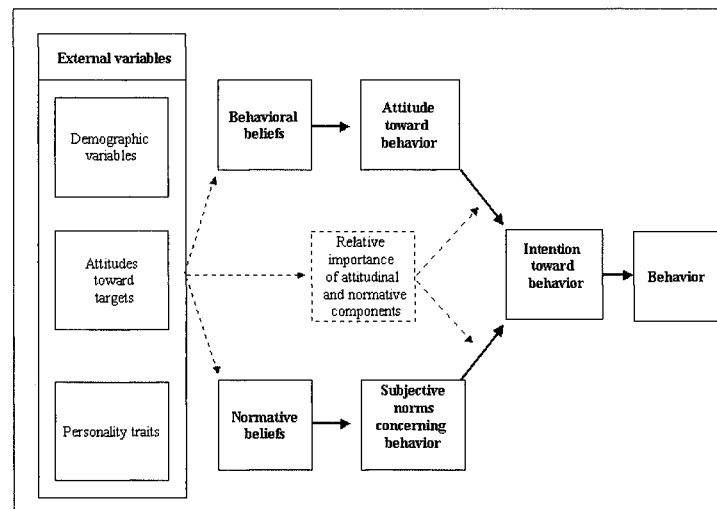 External variables
Demographic
variables
Attitudes
toward
targets
Personality traits
Behavioral
beliefs
Attitude
toward
behavior
Relative
importance
of attitudinal
and normative
components
Normative
beliefs
Subjective
norms
concerning
behavior
Intention
toward
behavior
Behavior